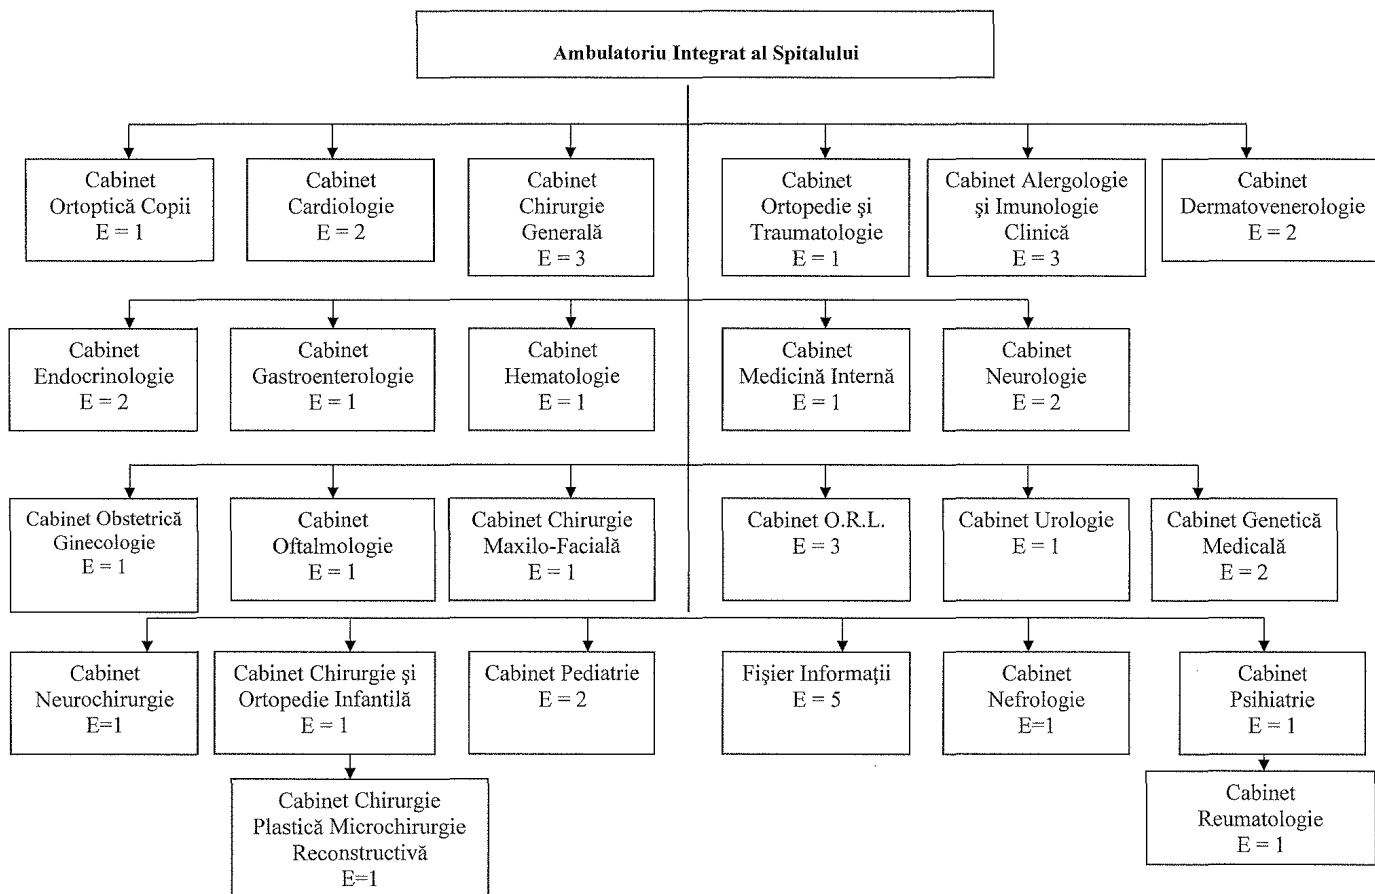 Ambulatoriu Integrat al Spitalului
Cabinet
Ortoptică Copii
E = 1
Cabinet
Cardiologie
E = 2
Cabinet
Chirurgie
Generală
E = 3
Cabinet
Ortopedie şi
Traumatologie
E = 1
Cabinet Alergologie
şi Imunologie
Clinică
E = 3
Cabinet
Dermatovenerologie
E = 2
Cabinet
Endocrinologie
E = 2
Cabinet
Gastroenterologie
E = 1
Cabinet
Hematologie
E = 1
Cabinet
Medicină Internă
E = 1
Cabinet
Neurologie
E = 2
Cabinet Obstetrică
Ginecologie
E = 1
Cabinet
Oftalmologie
E = 1
Cabinet Chirurgie
Maxilo-Facială
E = 1
Cabinet O.R.L.
E = 3
Cabinet Urologie
E = 1
Cabinet Genetică
Medicală
E = 2
Cabinet
Neurochirurgie
E=1
Cabinet Chirurgie şi
Ortopedie Infantilă
E = 1
Cabinet Pediatrie
E = 2
Fişier Informaţii
E = 5
Cabinet
Nefrologie
E=1
Cabinet
Psihiatrie
E = 1
Cabinet Chirurgie
Plastică Microchirurgie
Reconstructivă
E=1
Cabinet
Reumatologie
E = 1